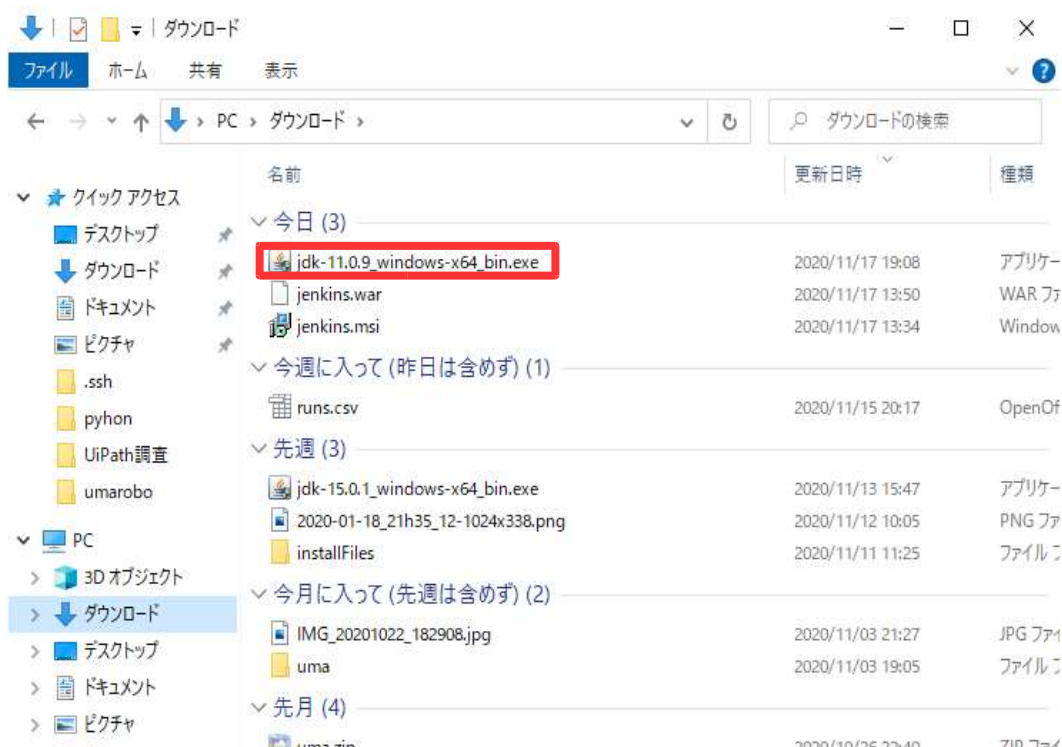 ダウンロード
ファイル ホーム 共有 表示
PC ダウンロード ダウンロードの検索
名前 更新日時 種類
クイック アクセス
デスクトップ
ダウンロード
ドキュメント
ピクチャ
.ssh
pyhon
UiPath調査
umarobo
PC
3D オブジェクト
ダウンロード
デスクトップ
ドキュメント
ピクチャ
今日 (3)
jdk-11.0.9_windows-x64_bin.exe 2020/11/17 19:08 アプリケー
jenkins.war 2020/11/17 13:50 WAR ファ
jenkins.msi 2020/11/17 13:34 Window
今週に入って (昨日は含めず) (1)
runs.csv 2020/11/15 20:17 OpenOf
先週 (3)
jdk-15.0.1_windows-x64_bin.exe 2020/11/13 15:47 アプリケー
2020-01-18_21h35_12-1024x338.png 2020/11/12 10:05 PNG ファ
installFiles 2020/11/11 11:25 ファイル
今月に入って (先週は含めず) (2)
IMG_20201022_182908.jpg 2020/11/03 21:27 JPG ファイ
uma 2020/11/03 19:05 ファイル
先月 (4)
uma.zip 2020/10/26 22:40 ZIP ファイ